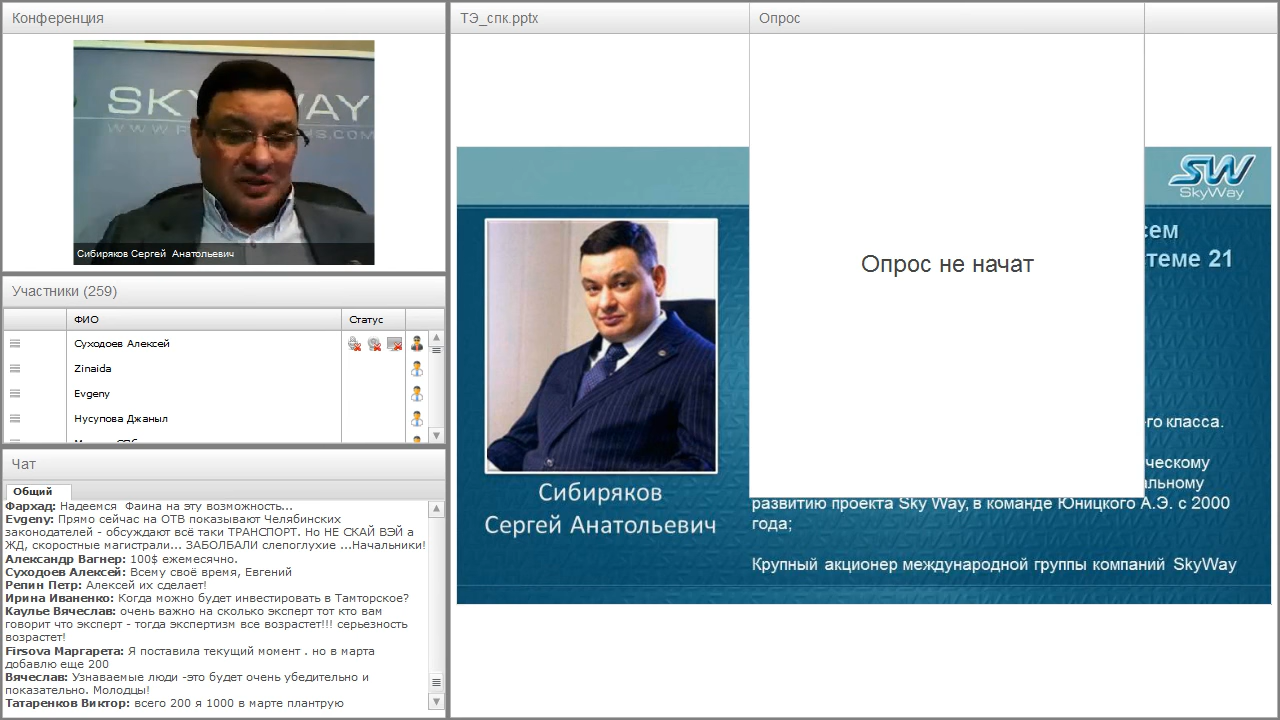 Конференция
SKYWAY
Сибиряков Сергей Анатольевич
Участники (259)
ФИО
Статус
Суходоев Алексей
Zinaida
Evgeny
Нусупова Джаныл
Чат
Общий
Фархад: Надеемся Фаина на эту возможность...
Evgeny: Прямо сейчас на ОТВ показывают Челябинских
законодателей - обсуждают всё таки ТРАНСПОРТ. Но НЕ СКАЙ ВЭЙ а
ЖД, скоростные магистрали... ЗАБОЛБАЛИ слепоглухие ...Начальники!
Александр Вагнер: 100$ ежемесячно.
Суходоев Алексей: Всему своё время, Евгений
Репин Петр: Алексей их сделает!
Ирина Иваненко: Когда можно будет инвестировать в Тамторское?
Каулье Вячеслав: очень важно на сколько эксперт тот кто вам
говорит что эксперт - тогда экспертизм все возрастет!!! серьезность
возрастет!
Firsova Маргарета: Я поставила текущий момент . но в марта
добавлю еще 200
Вячеслав: Узнаваемые люди -это будет очень убедительно и
показательно. Молодцы!
Татаренков Виктор: всего 200 я 1000 в марте плантрую
ТЭ_спк.pptx
Опрос
Опрос не начат
SW
SkyWay
сем
стеме 21
-го класса.
ческому
альному
развитию проекта Sky Way, в команде Юницкого А.Э. с 2000
года;
Крупный акционер международной группы компаний SkyWay
Сибиряков
Сергей Анатольевич